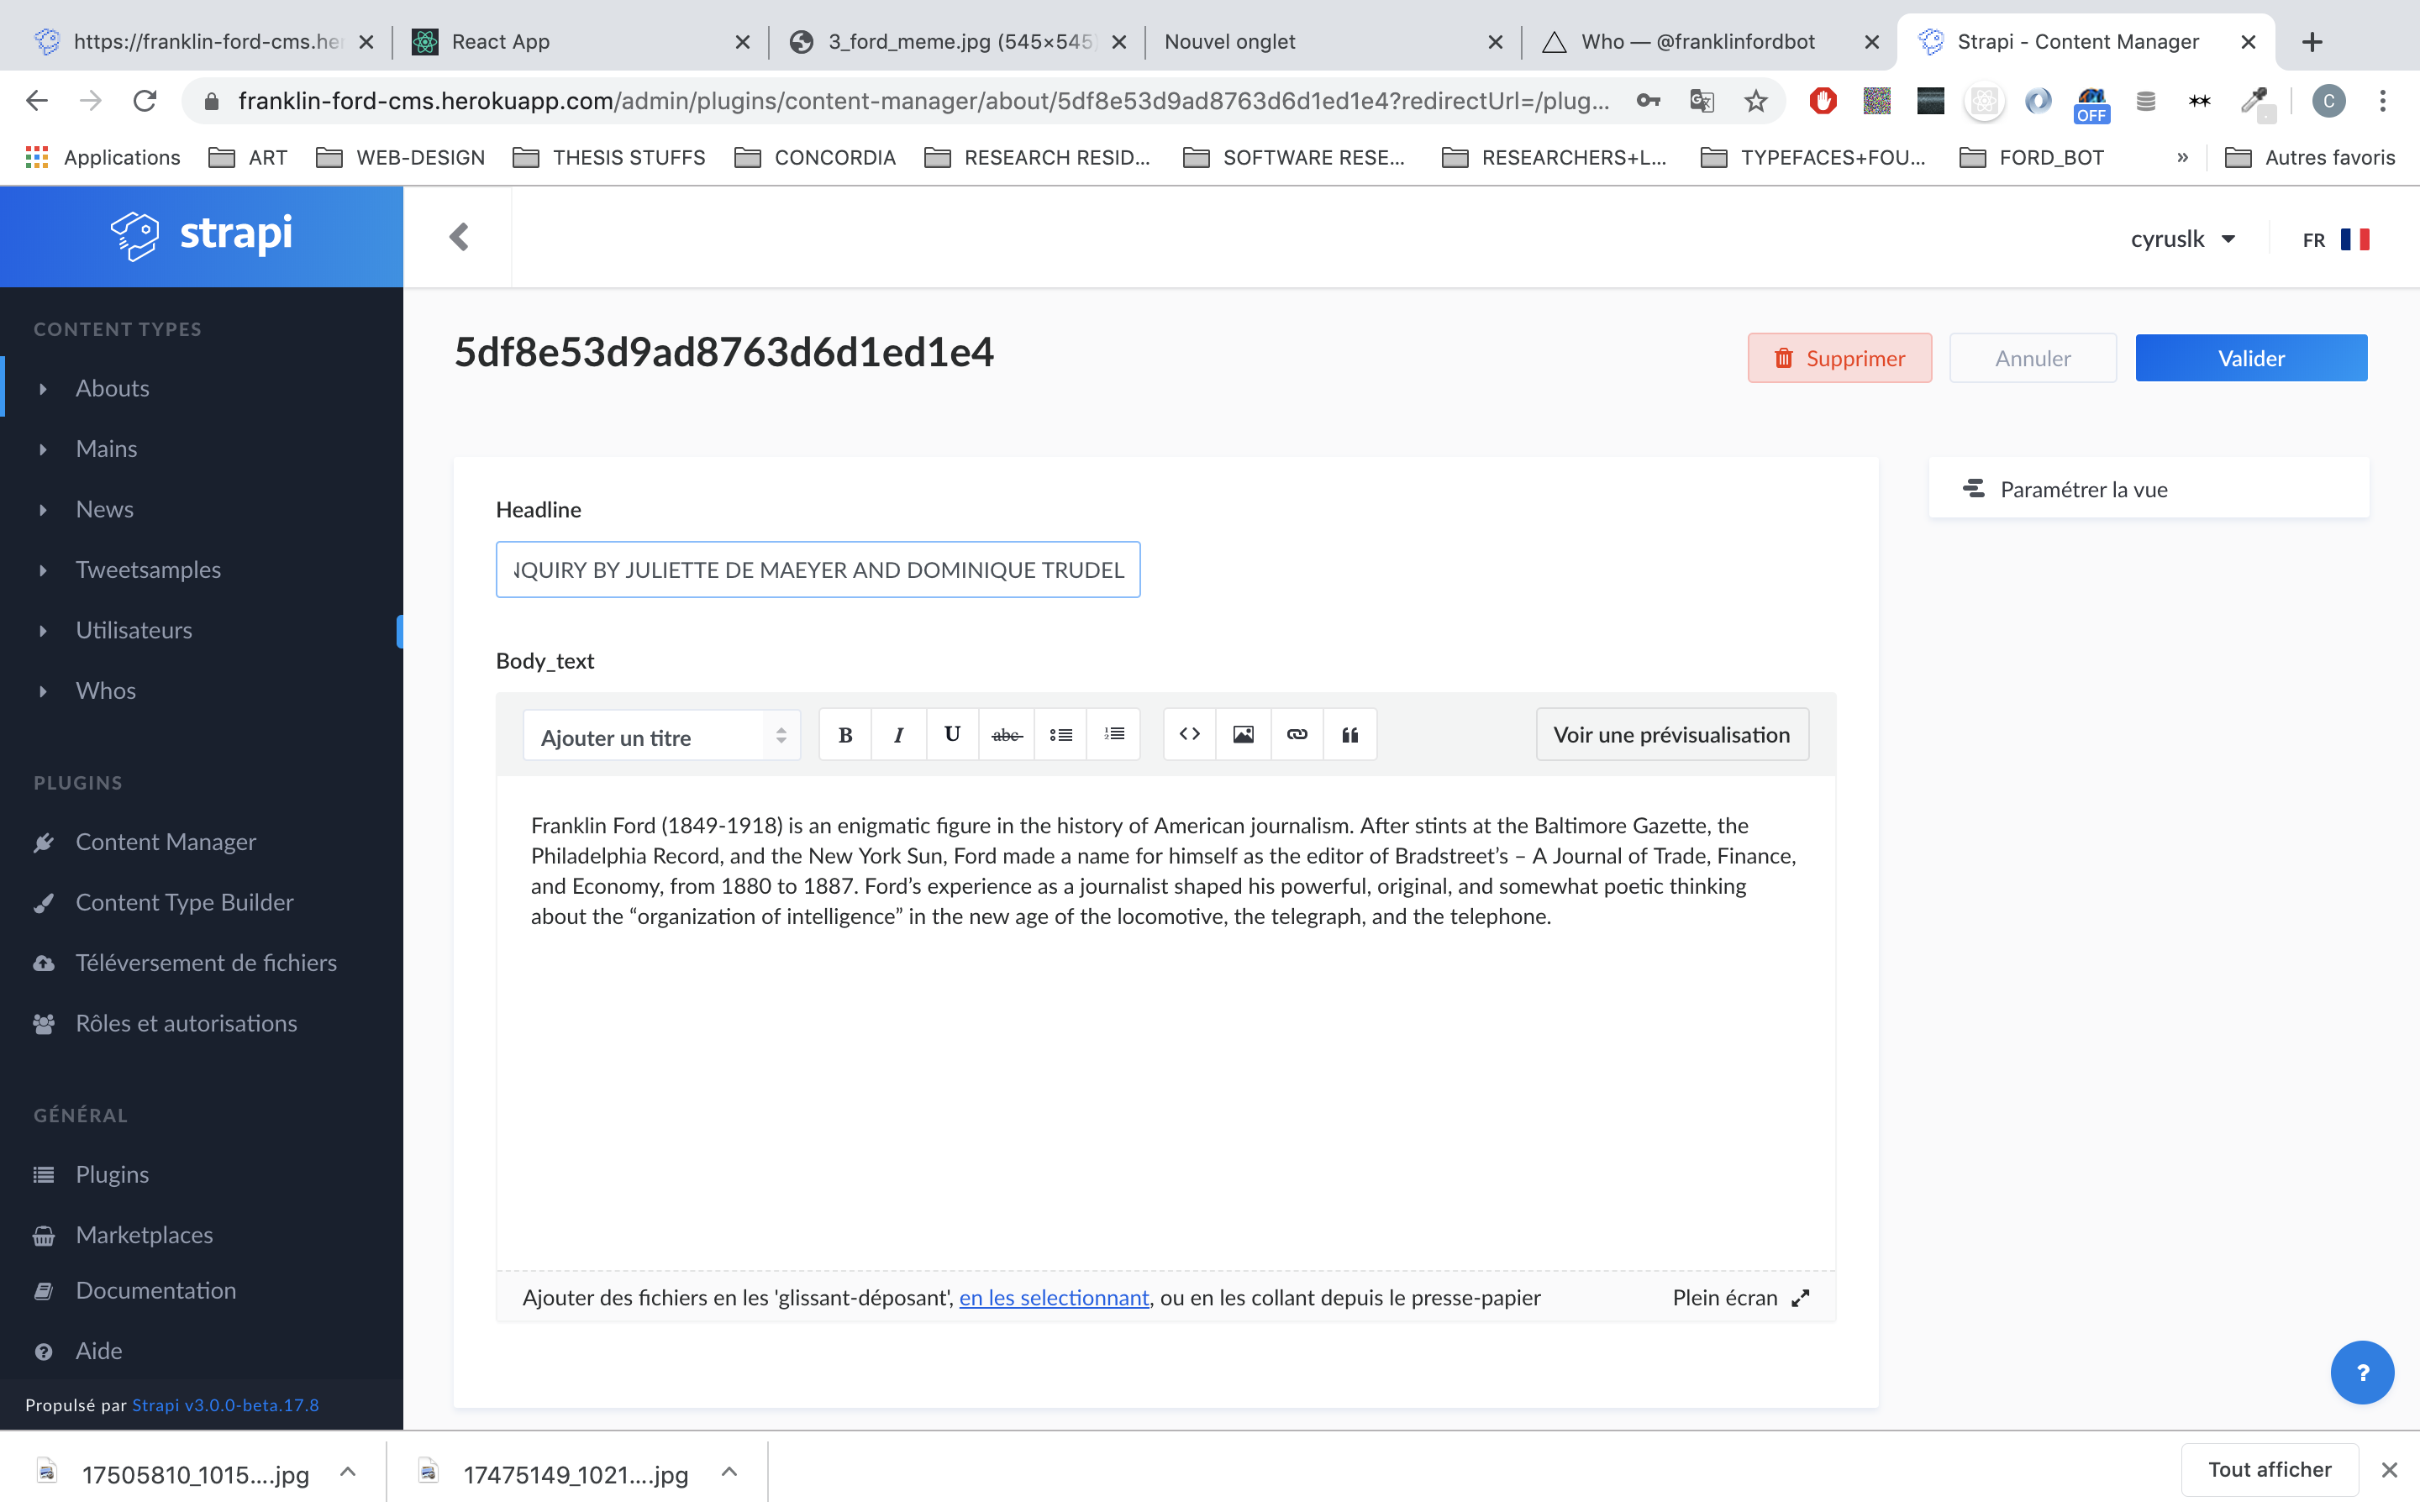 https://franklin-ford-cms.he
React App
3_ford_meme.jpg (545×545)
Nouvel onglet
Who — @franklinfordbot
Strapi - Content Manager
franklin-ford-cms.herokuapp.com/admin/plugins/content-manager/about/5df8e53d9ad8763d6d1ed1e4?redirectUrl=/plug...
OFF
C
Applications
ART
WEB-DESIGN
THESIS STUFFS
CONCORDIA
RESEARCH RESID...
SOFTWARE RESE...
RESEARCHERS+L...
TYPEFACES+FOU...
FORD_BOT
»
Autres favoris
strapi
cyruslk
FR
CONTENT TYPES
Abouts
Mains
News
Tweetsamples
Utilisateurs
Whos
PLUGINS
Content Manager
Content Type Builder
Téléversement de fichiers
Rôles et autorisations
GÉNÉRAL
Plugins
Marketplaces
Documentation
Aide
Propulsé par Strapi v3.0.0-beta.17.8
5df8e53d9ad8763d6d1ed1e4
Supprimer
Annuler
Valider
Headline
NQUIRY BY JULIETTE DE MAEYER AND DOMINIQUE TRUDEL
Paramétrer la vue
Body_text
Ajouter un titre
B
I
U
abc
Voir une prévisualisation
Franklin Ford (1849-1918) is an enigmatic figure in the history of American journalism. After stints at the Baltimore Gazette, the
Philadelphia Record, and the New York Sun, Ford made a name for himself as the editor of Bradstreet’s – A Journal of Trade, Finance,
and Economy, from 1880 to 1887. Ford’s experience as a journalist shaped his powerful, original, and somewhat poetic thinking
about the “organization of intelligence” in the new age of the locomotive, the telegraph, and the telephone.
Ajouter des fichiers en les 'glissant-déposant', en les selectionnant, ou en les collant depuis le presse-papier
Plein écran
?
17505810_1015....jpg
17475149_1021....jpg
Tout afficher